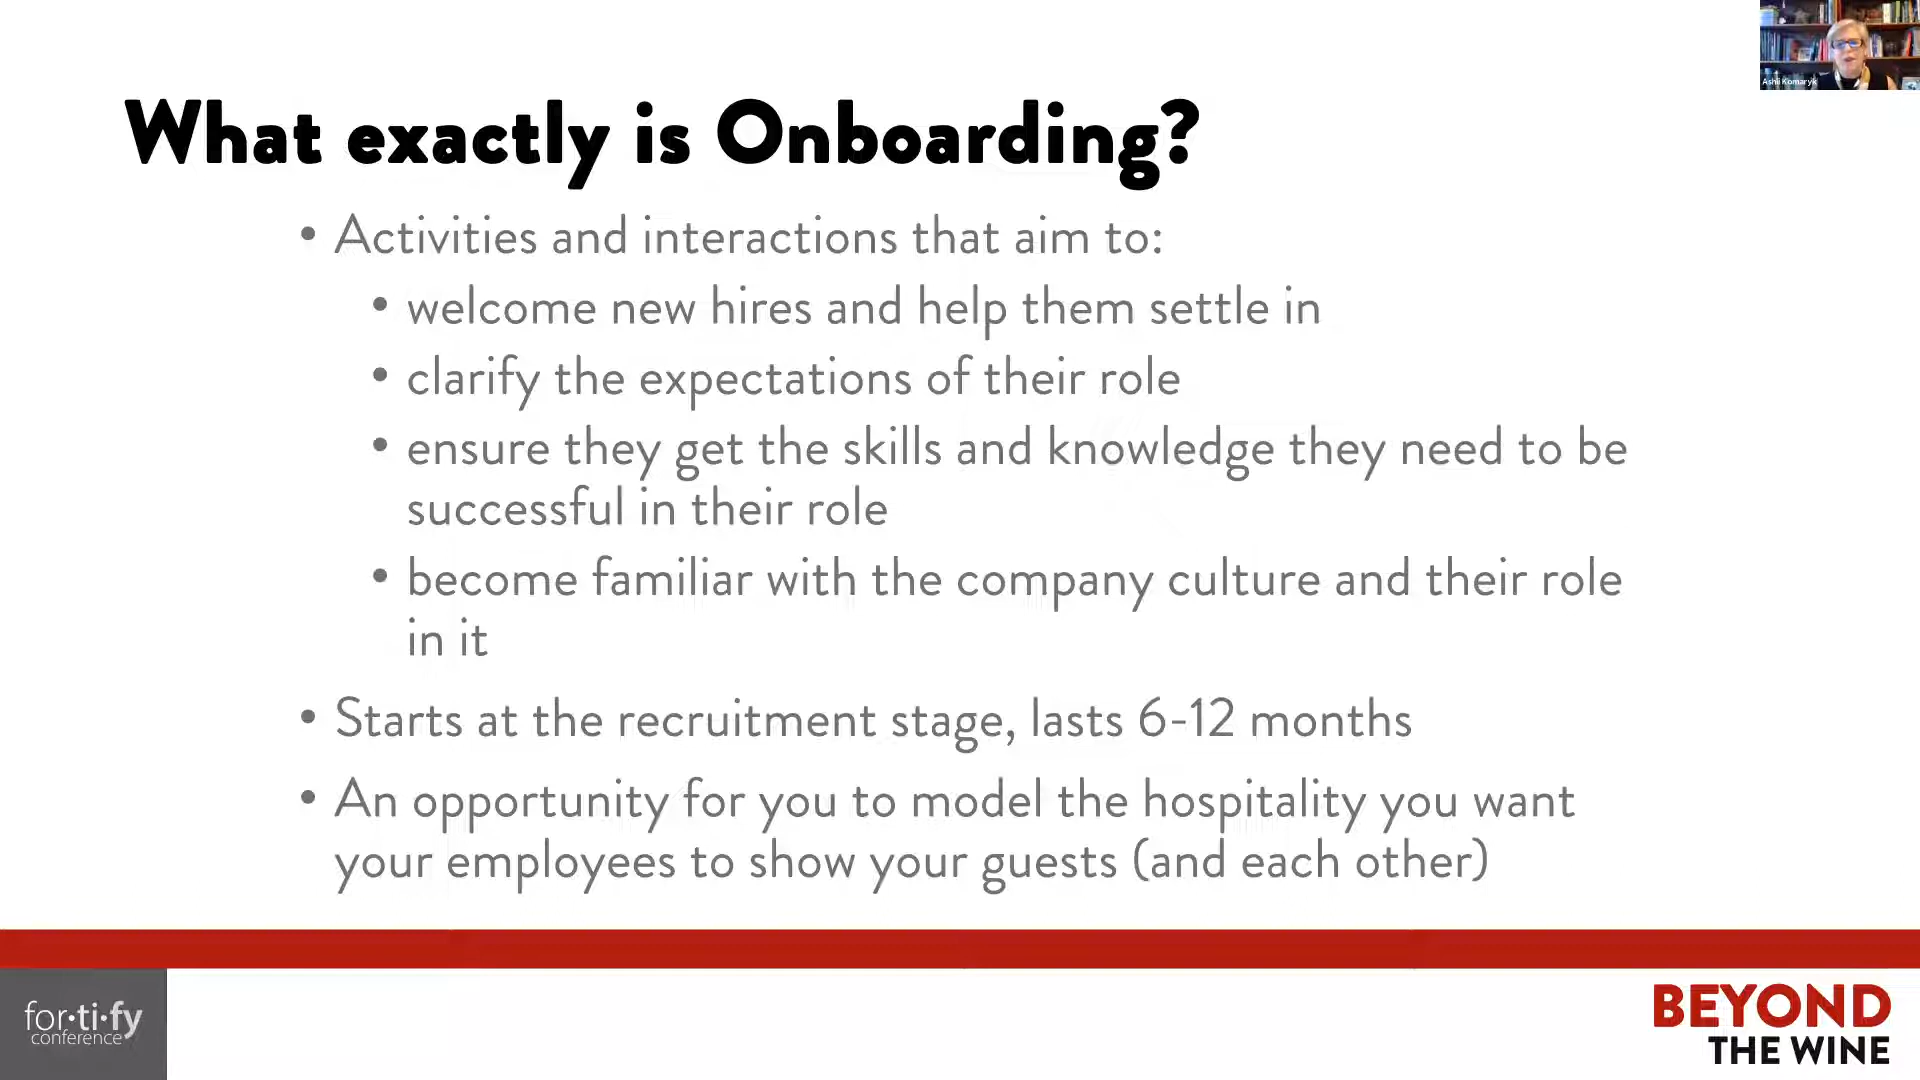 Ashli Komaryk
What exactly is Onboarding?
• Activities and interactions that aim to:
• welcome new hires and help them settle in
• clarify the expectations of their role
• ensure they get the skills and knowledge they need to be
successful in their role
• become familiar with the company culture and their role
in it
• Starts at the recruitment stage, lasts 6-12 months
• An opportunity for you to model the hospitality you want
your employees to show your guests (and each other)
for·ti·fy
conference
BEYOND
THE WINE